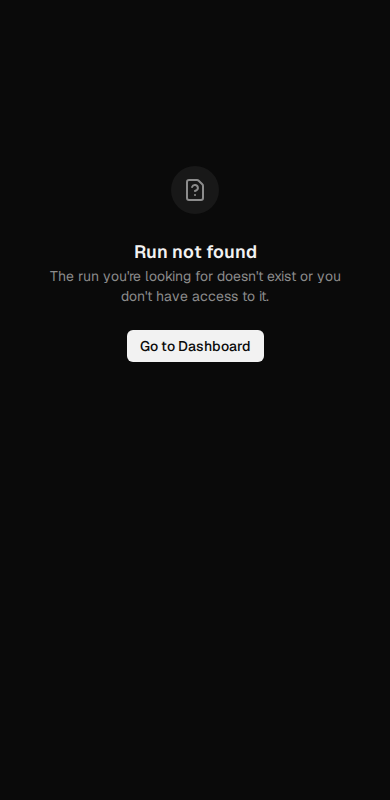 Run not found
The run you're looking for doesn't exist or you
don't have access to it.
Go to Dashboard